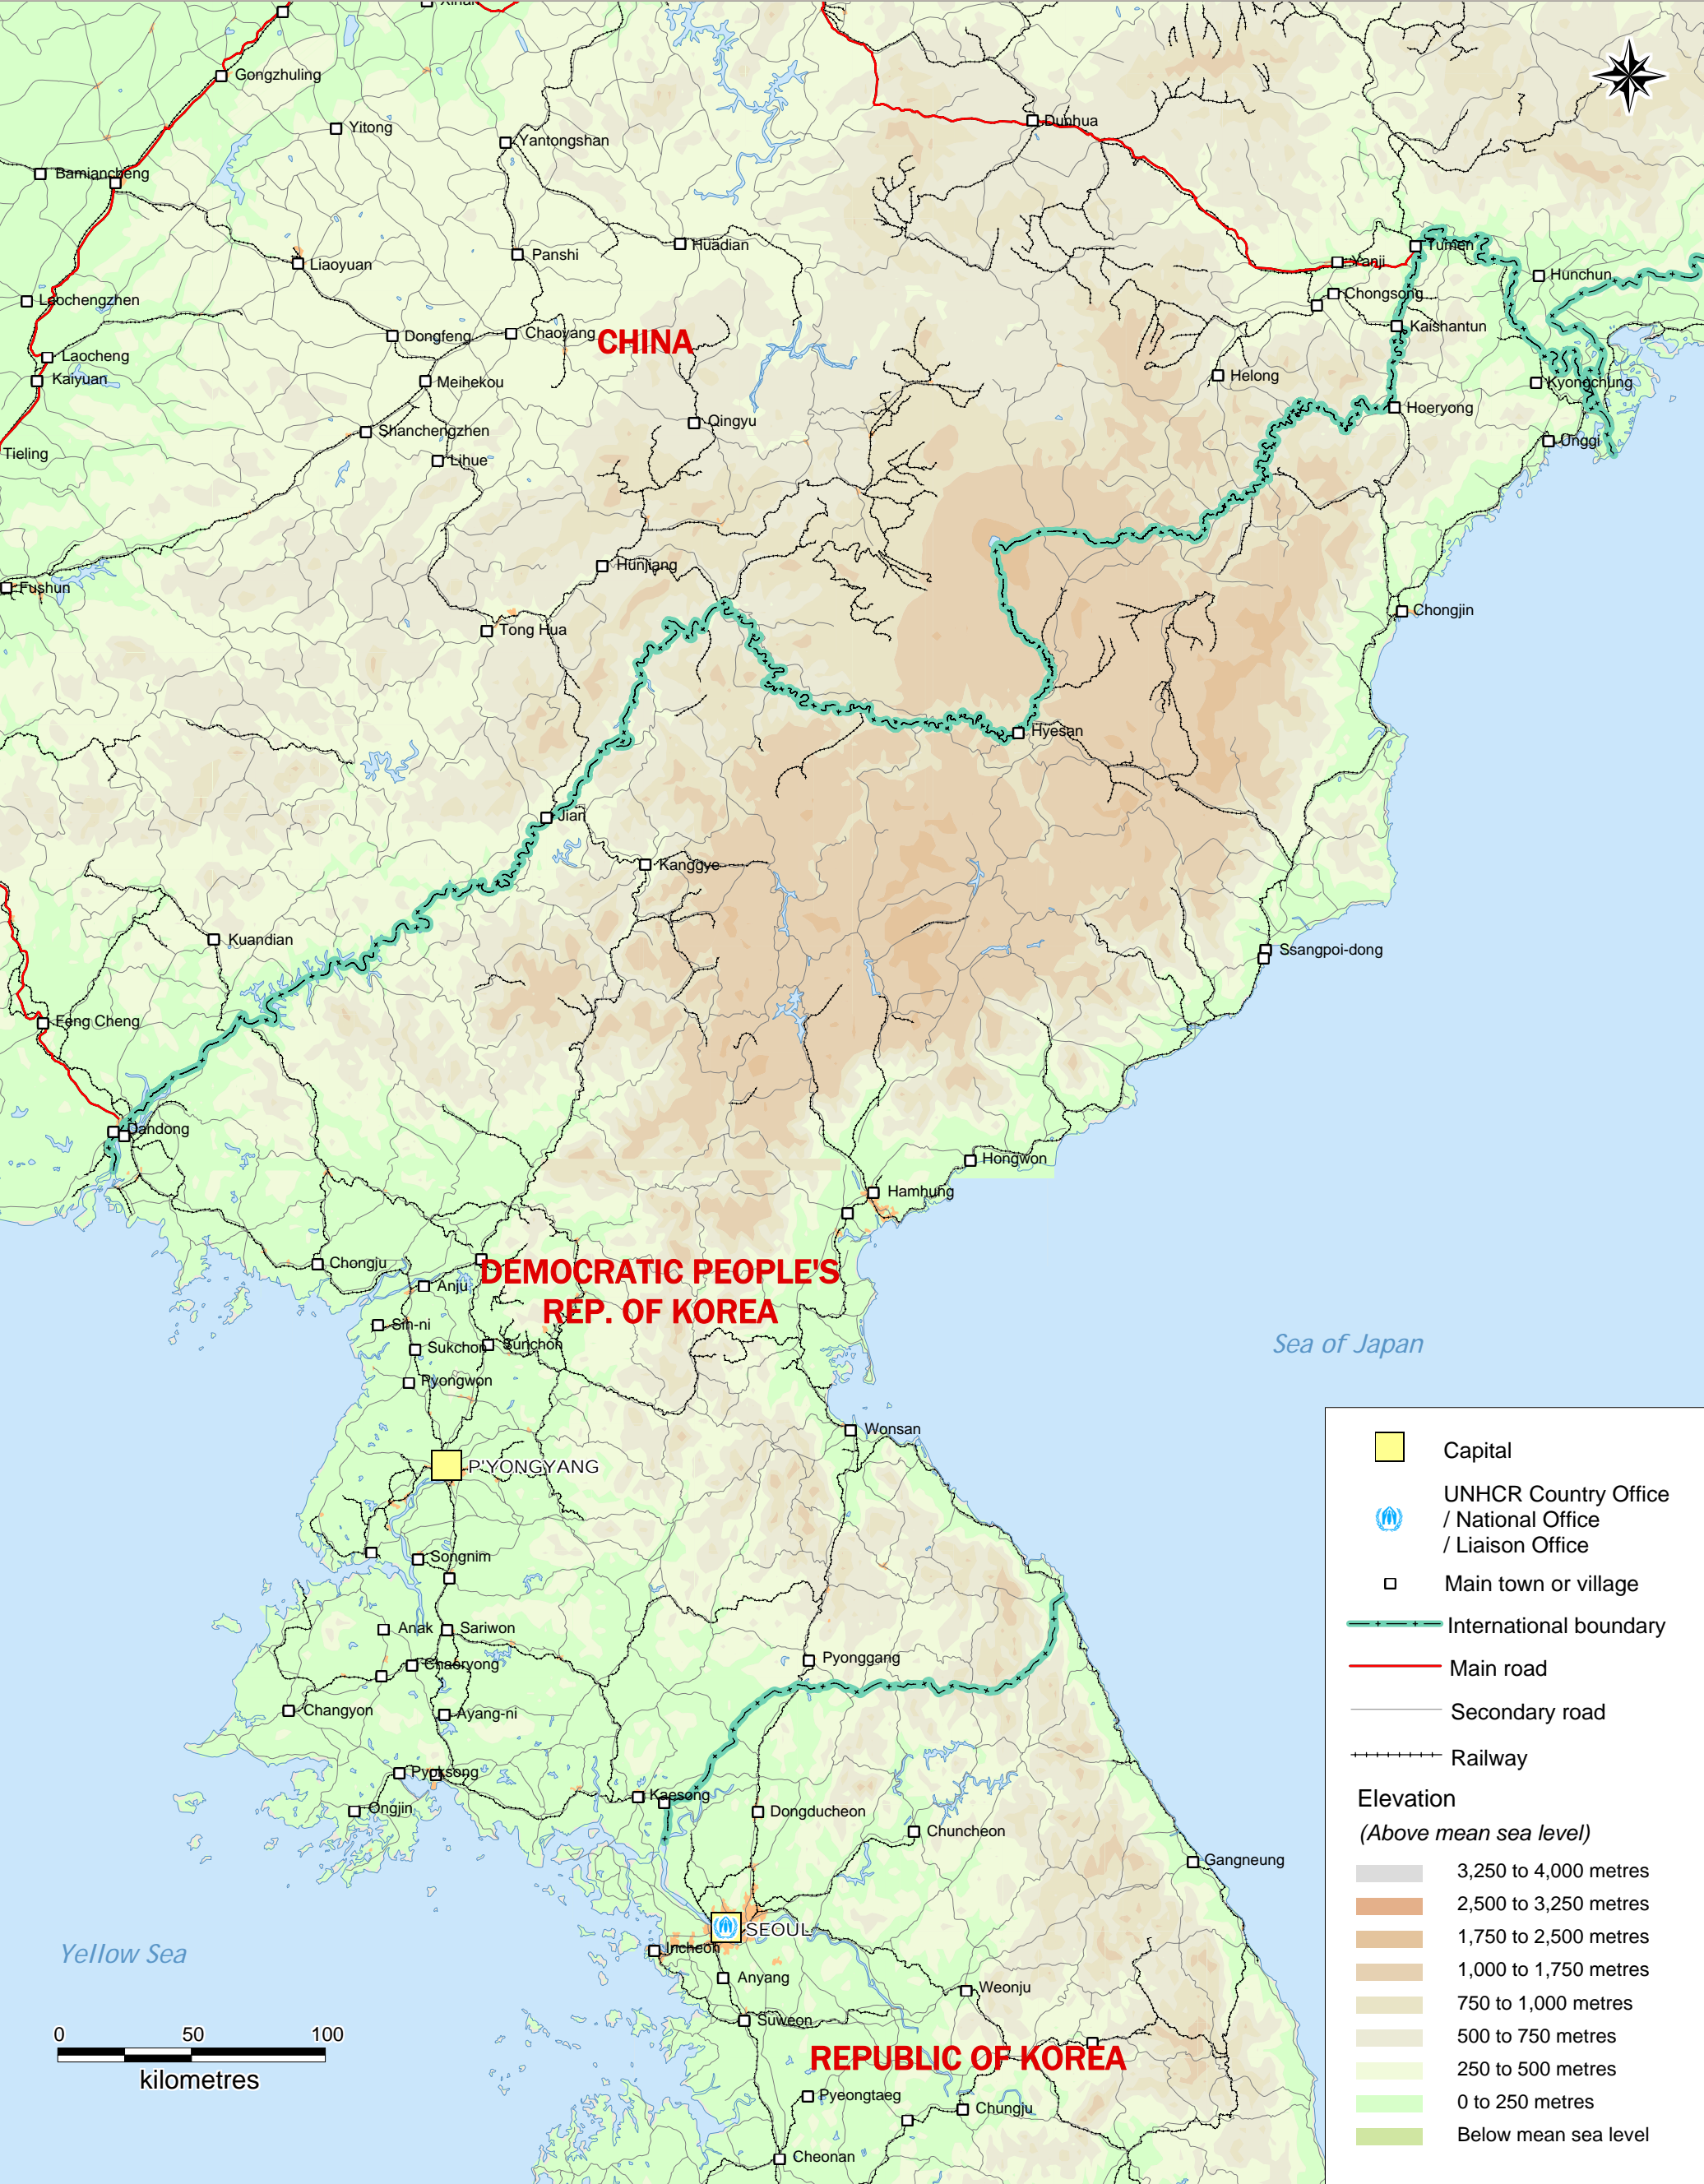 Gongzhuling
Yitong
Yantongshan
Dunhua
Bamiancheng
Huadian
Panshi
Liaoyuan
Tumen
Yanji
Hunchun
Chongsong
Laochengzhen
Kaishantun
Dongfeng
Chaoyang
CHINA
Laocheng
Kaiyuan
Meihekou
Helong
Kyongchung
Hoeryong
Qingyu
Shanchengzhen
Unggi
Tieling
Lihue
Hunjiang
Fushun
Chongjin
Tong Hua
Hyesan
Jian
Kanggye
Kuandian
Ssangpoi-dong
Feng Cheng
Dandong
Hongwon
Hamhung
Chongju
DEMOCRATIC PEOPLE'S
REP. OF KOREA
Anju
Sin-ni
Sukchon
Sunchon
Sea of Japan
Pyongwon
Wonsan
P'YONGYANG
Songnim
Anak
Sariwon
Chaeryong
Pyonggang
Changyon
Ayang-ni
Pyoksong
Kaesong
Ongjin
Dongducheon
Chuncheon
Gangneung
SEOUL
Incheon
Yellow Sea
Anyang
Weonju
Suweon
REPUBLIC OF KOREA
Pyeongtaeg
Chungju
Cheonan
0 50 100
kilometres
Capital
UNHCR Country Office
/ National Office
/ Liaison Office
Main town or village
International boundary
Main road
Secondary road
Railway
Elevation
(Above mean sea level)
3,250 to 4,000 metres
2,500 to 3,250 metres
1,750 to 2,500 metres
1,000 to 1,750 metres
750 to 1,000 metres
500 to 750 metres
250 to 500 metres
0 to 250 metres
Below mean sea level